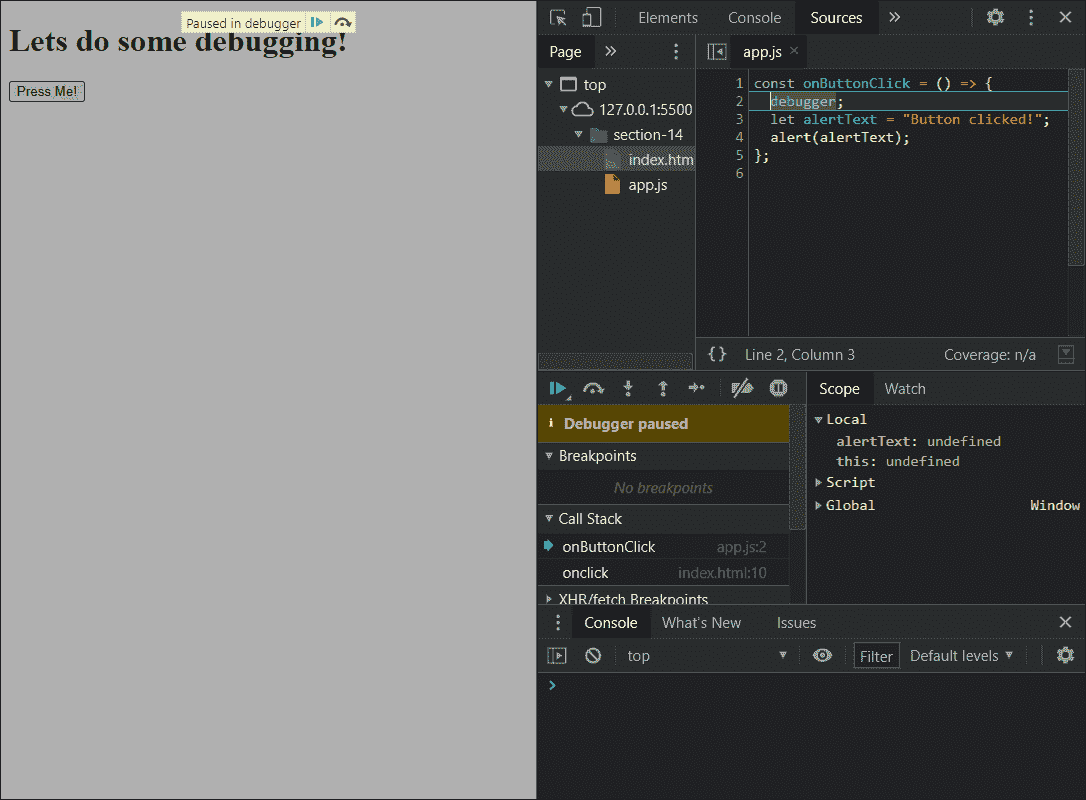 Paused in debugger
Lets do some debugging!
Press Me!
Elements Console Sources
Page
top
127.0.0.1:5500
section-14
index.htm
app.js
app.js
1 const onButtonClick = () => {
2 debugger;
3 let alertText = "Button clicked!";
4 alert(alertText);
5 };
6
{} Line 2, Column 3 Coverage: n/a
Debugger paused
Breakpoints
No breakpoints
Call Stack
onButtonClick app.js:2
onclick index.html:10
XHR/fetch Breakpoints
Scope Watch
Local
alertText: undefined
this: undefined
Script
Global Window
Console What's New Issues
top Filter Default levels